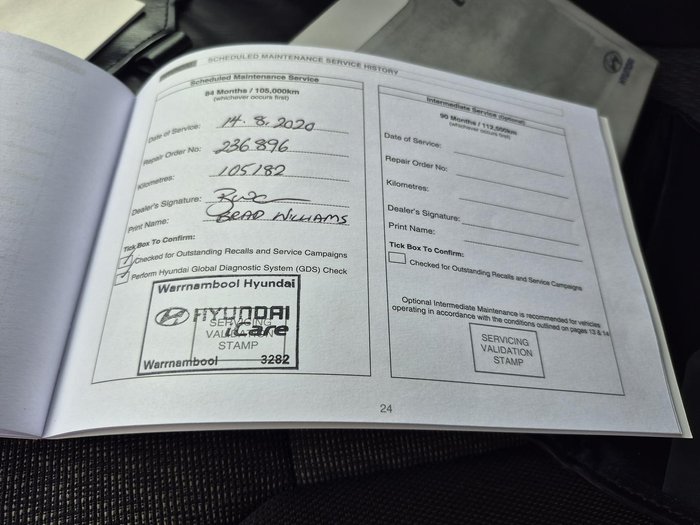 SCHEDULED MAINTENANCE SERVICE HISTORY
Scheduled Maintenance Service
84 Months / 105,000km
(whichever occurs first)
Date of Service: 14.8.2020
Repair Order No: 236896
Kilometres: 105182
Dealer's Signature:
Print Name: BRAD WILLIAMS
Tick Box To Confirm:
Checked for Outstanding Recalls and Service Campaigns
Perform Hyundai Global Diagnostic System (GDS) Check
Warrnambool Hyundai
HYUNDAI
iCare
SERVICING
VALIDATION
STAMP
Warrnambool 3282
Intermediate Service (optional)
90 Months / 112,500km
(whichever occurs first)
Date of Service:
Repair Order No:
Kilometres:
Dealer's Signature:
Print Name:
Tick Box To Confirm:
Checked for Outstanding Recalls and Service Campaigns
Optional Intermediate Maintenance is recommended for vehicles
operating in accordance with the conditions outlined on pages 13 & 14
SERVICING
VALIDATION
STAMP
24
HYUNDAI